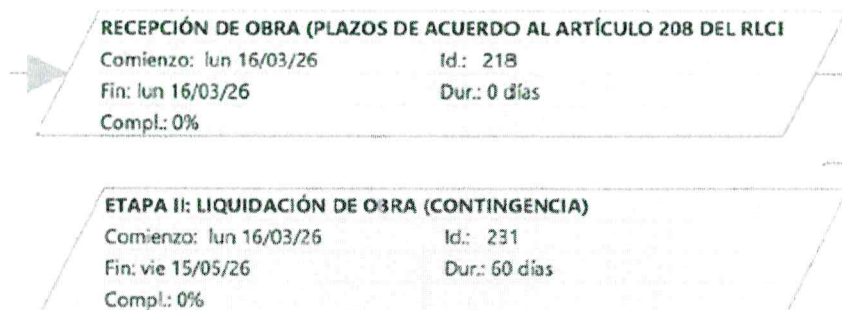 RECEPCIÓN DE OBRA (PLAZOS DE ACUERDO AL ARTÍCULO 208 DEL RLCI
Comienzo: lun 16/03/26 Id.: 218
Fin: lun 16/03/26 Dur.: 0 días
Compl.: 0%
ETAPA II: LIQUIDACIÓN DE OBRA (CONTINGENCIA)
Comienzo: lun 16/03/26 Id.: 231
Fin: vie 15/05/26 Dur.: 60 días
Compl.: 0%